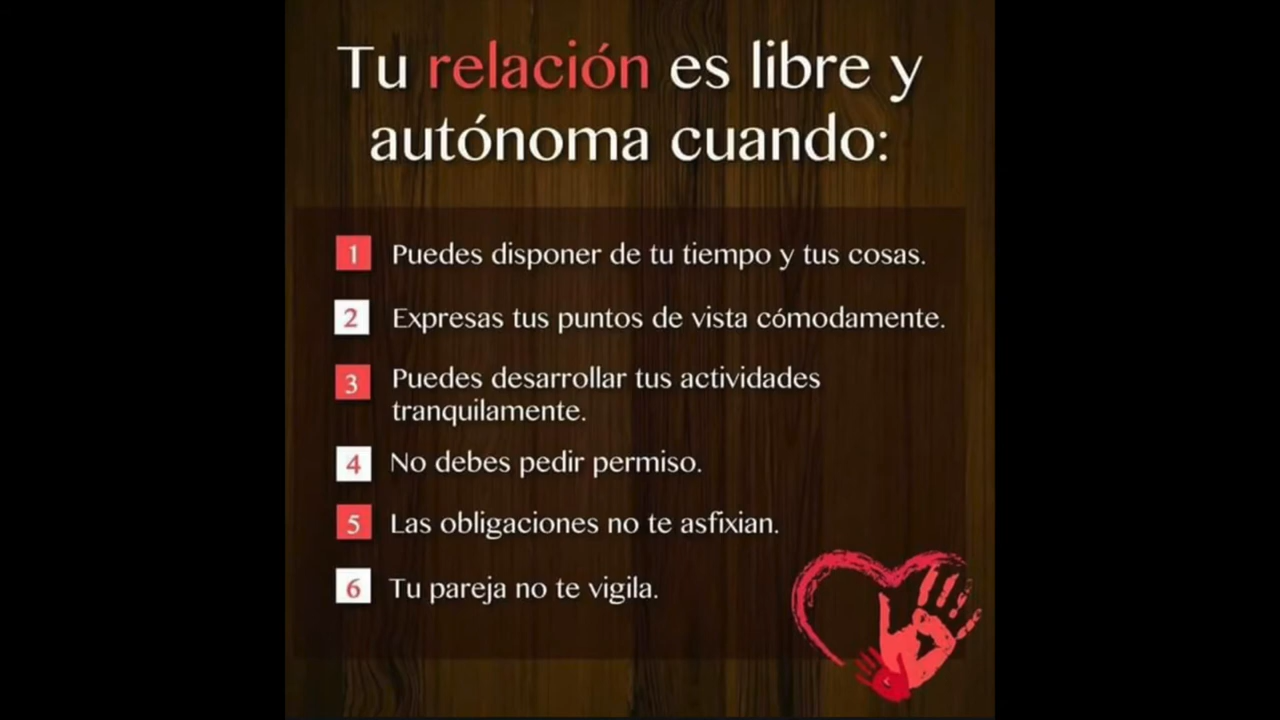 Tu relación es libre y
autónoma cuando:
1 Puedes disponer de tu tiempo y tus cosas.
2 Expresas tus puntos de vista cómodamente.
3 Puedes desarrollar tus actividades
tranquilamente.
4 No debes pedir permiso.
5 Las obligaciones no te asfixian.
6 Tu pareja no te vigila.